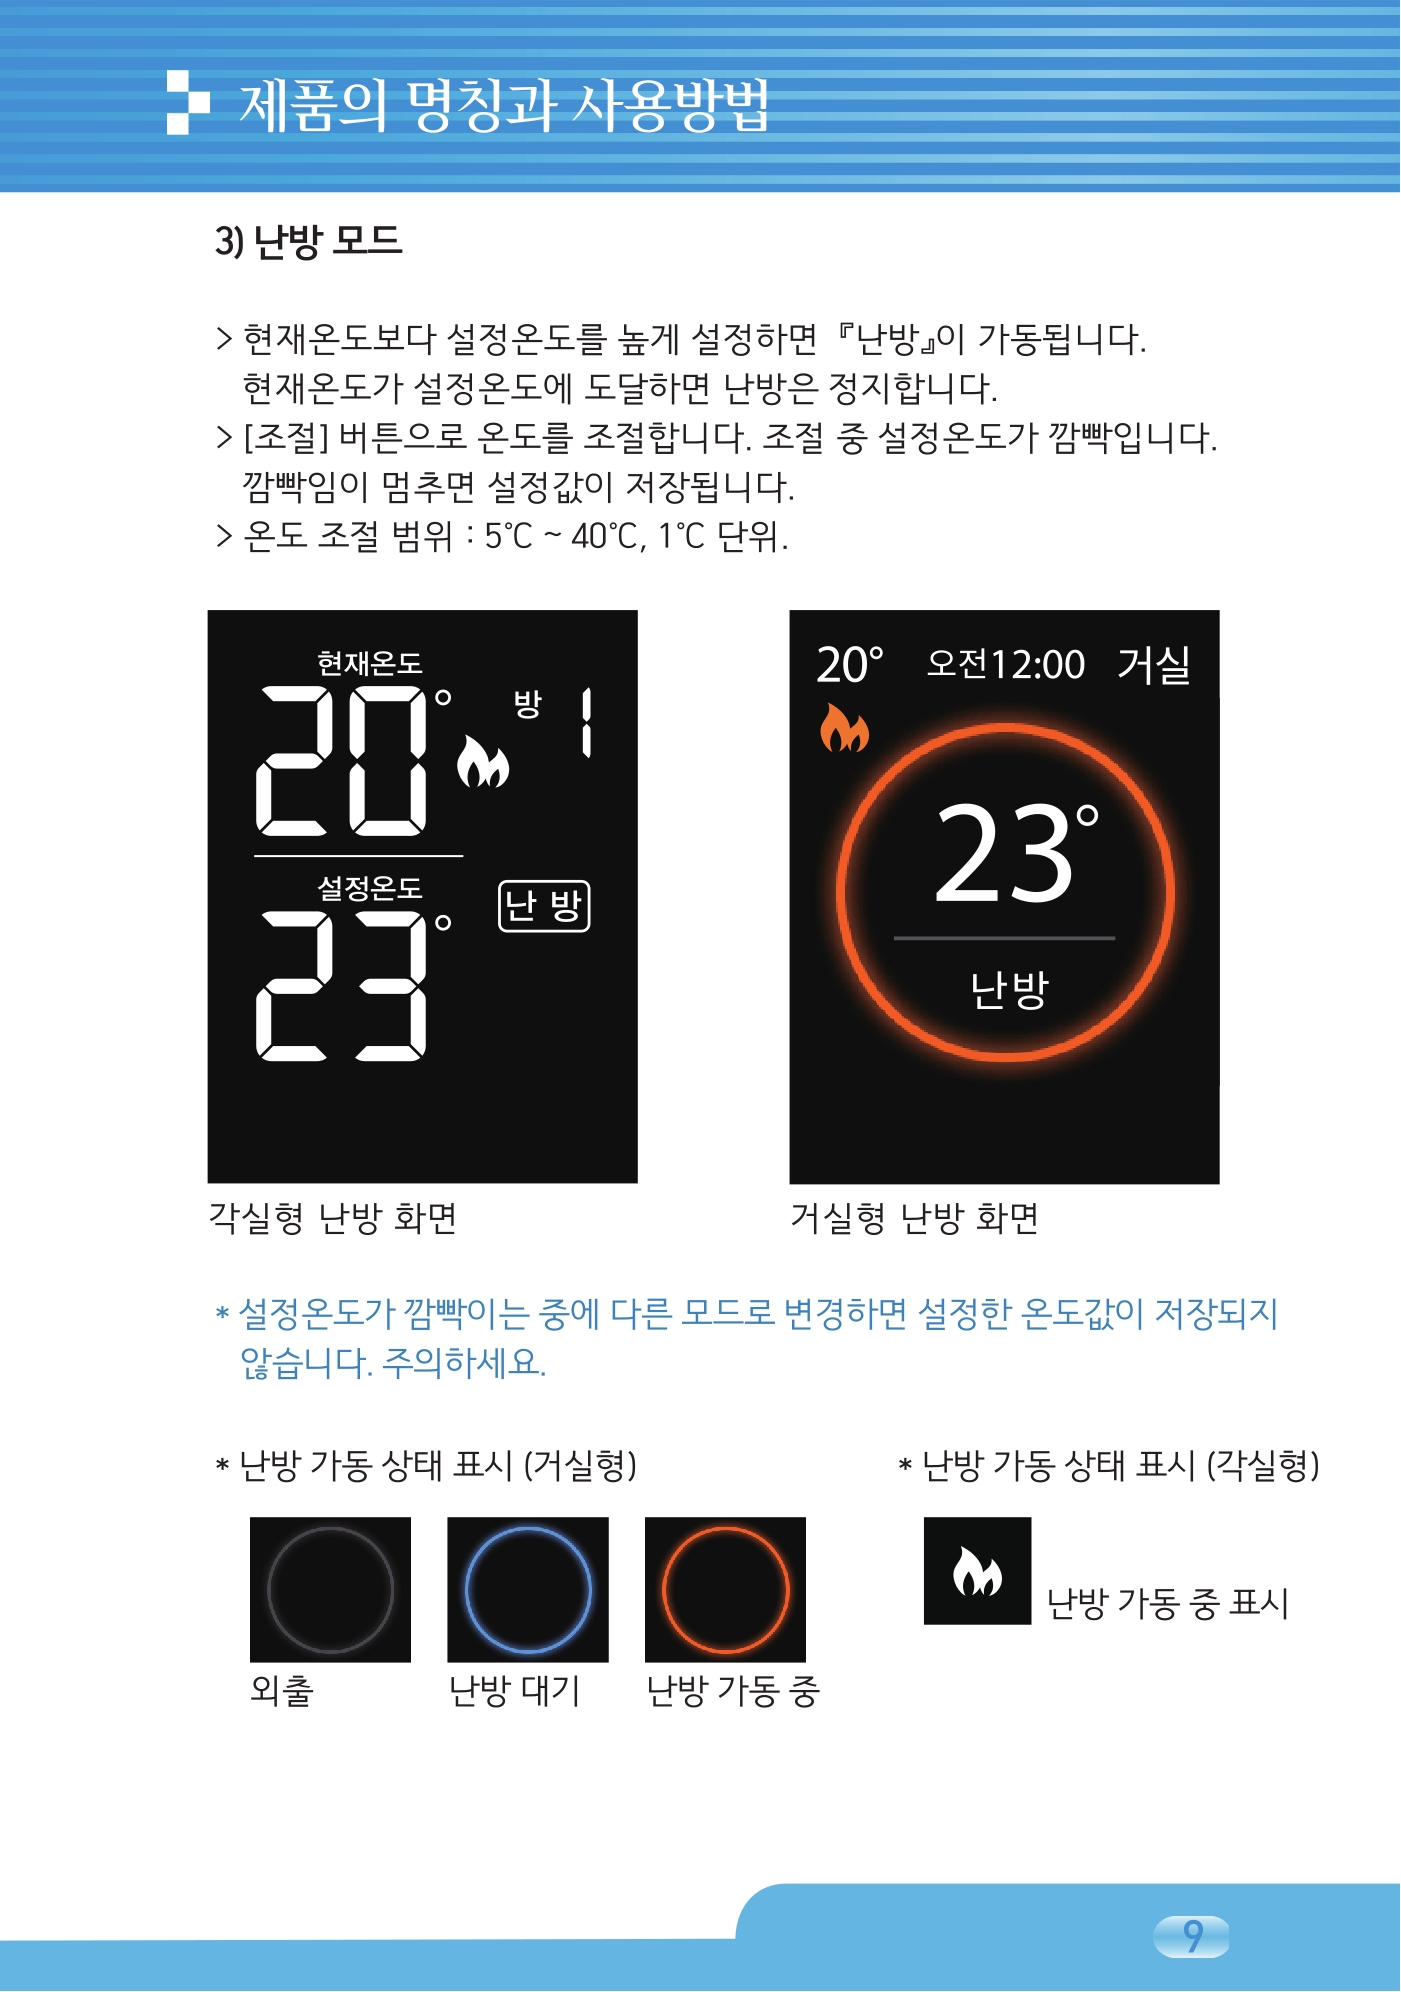 제품의 명칭과 사용방법
3) 난방 모드
> 현재온도보다 설정온도를 높게 설정하면 『난방』이 가동됩니다.
현재온도가 설정온도에 도달하면 난방은 정지합니다.
> [조절] 버튼으로 온도를 조절합니다. 조절 중 설정온도가 깜빡입니다.
깜빡임이 멈추면 설정값이 저장됩니다.
> 온도 조절 범위 : 5℃ ~ 40℃, 1℃ 단위.
현재온도
20° 방 1
설정온도
23° 난 방
20° 오전12:00 거실
23°
난방
각실형 난방 화면
거실형 난방 화면
* 설정온도가 깜빡이는 중에 다른 모드로 변경하면 설정한 온도값이 저장되지
않습니다. 주의하세요.
* 난방 가동 상태 표시 (거실형)
* 난방 가동 상태 표시 (각실형)
난방 가동 중 표시
외출
난방 대기
난방 가동 중
9